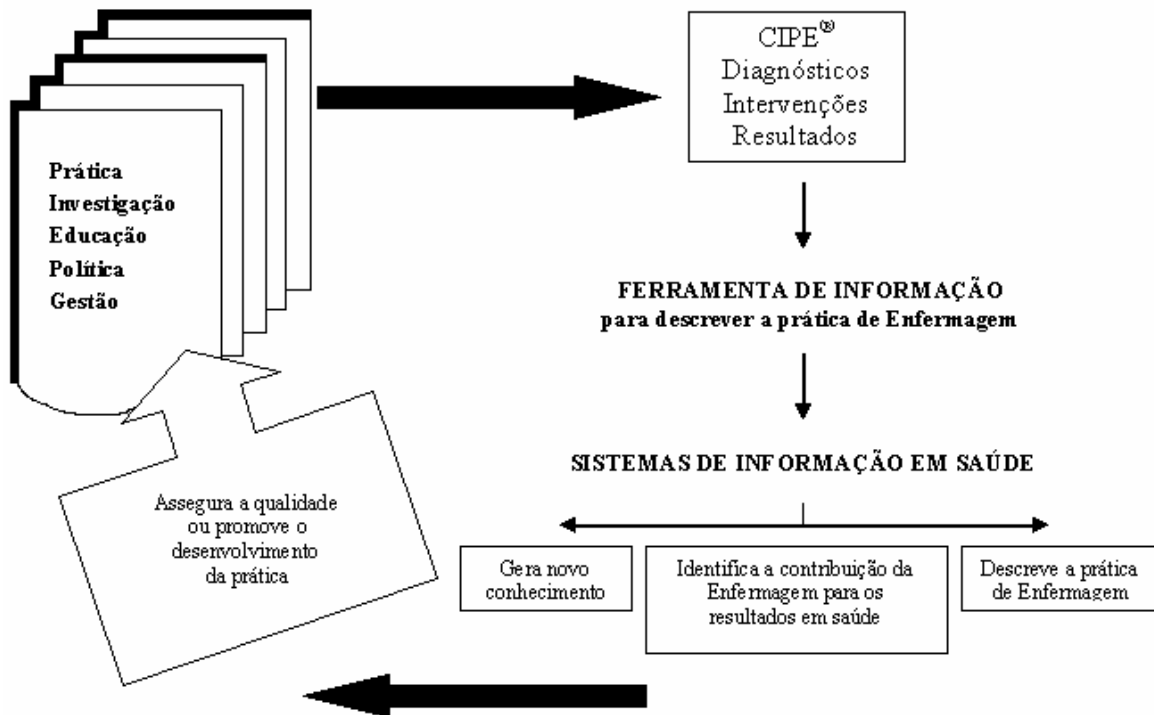 Prática
Investigação
Educação
Política
Gestão
CIPE®
Diagnósticos
Intervenções
Resultados
FERRAMENTA DE INFORMAÇÃO
para descrever a prática de Enfermagem
SISTEMAS DE INFORMAÇÃO EM SAÚDE
Gera novo
conhecimento
Identifica a contribuição da
Enfermagem para os
resultados em saúde
Descreve a prática
de Enfermagem
Assegura a qualidade
ou promove o
desenvolvimento
da prática